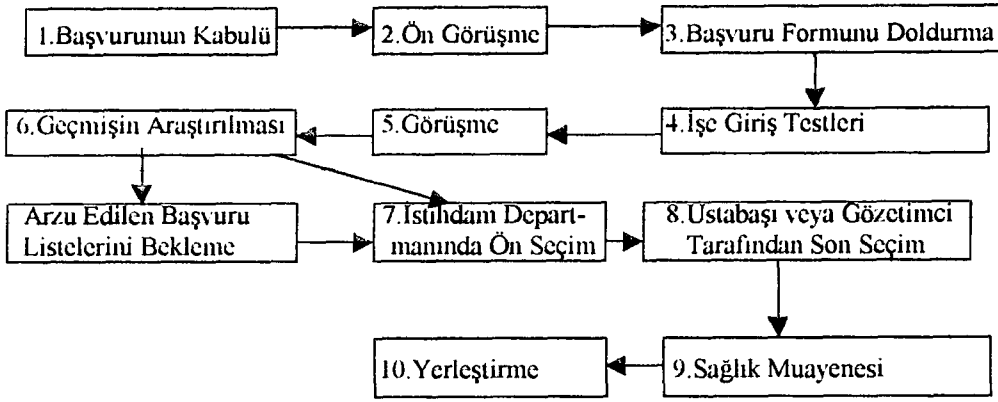 1.Başvurunun Kabulü
2.Ön Görüşme
3.Başvuru Formunu Doldurma
6.Geçmişin Araştırılması
5.Görüşme
4.İşe Giriş Testleri
Arzu Edilen Başvuru
Listelerini Bekleme
7.İstihdam Depart-
manında Ön Seçim
8.Ustabaşı veya Gözetimci
Tarafından Son Seçim
10.Yerleştirme
9.Sağlık Muayenesi